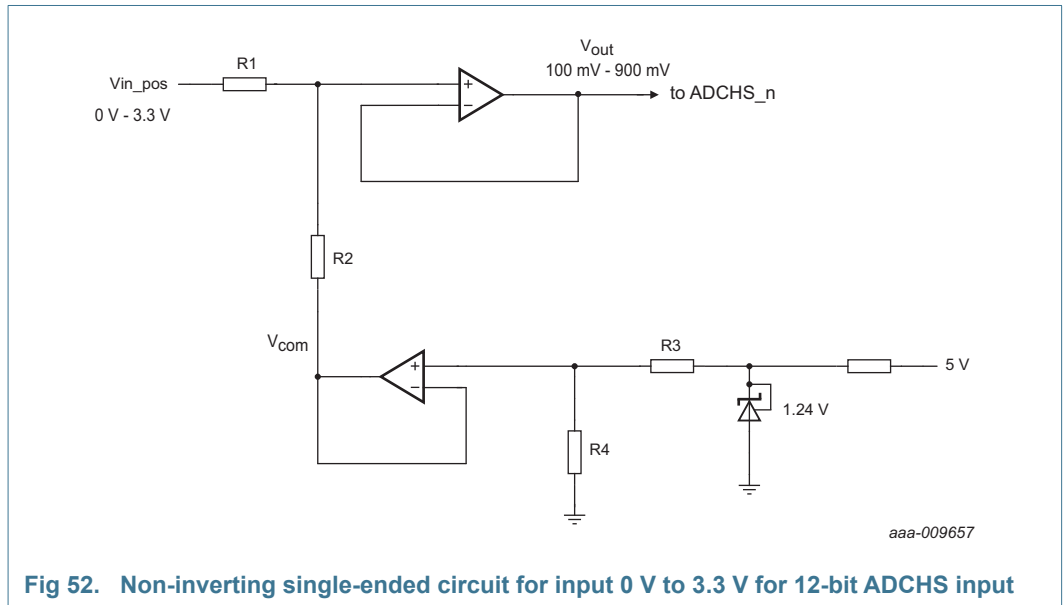 R1
Vin_pos
0 V - 3.3 V
Vout
100 mV - 900 mV
+
−
to ADCHS_n
R2
Vcom
+
−
R3
5 V
1.24 V
R4
aaa-009657
Fig 52. Non-inverting single-ended circuit for input 0 V to 3.3 V for 12-bit ADCHS input